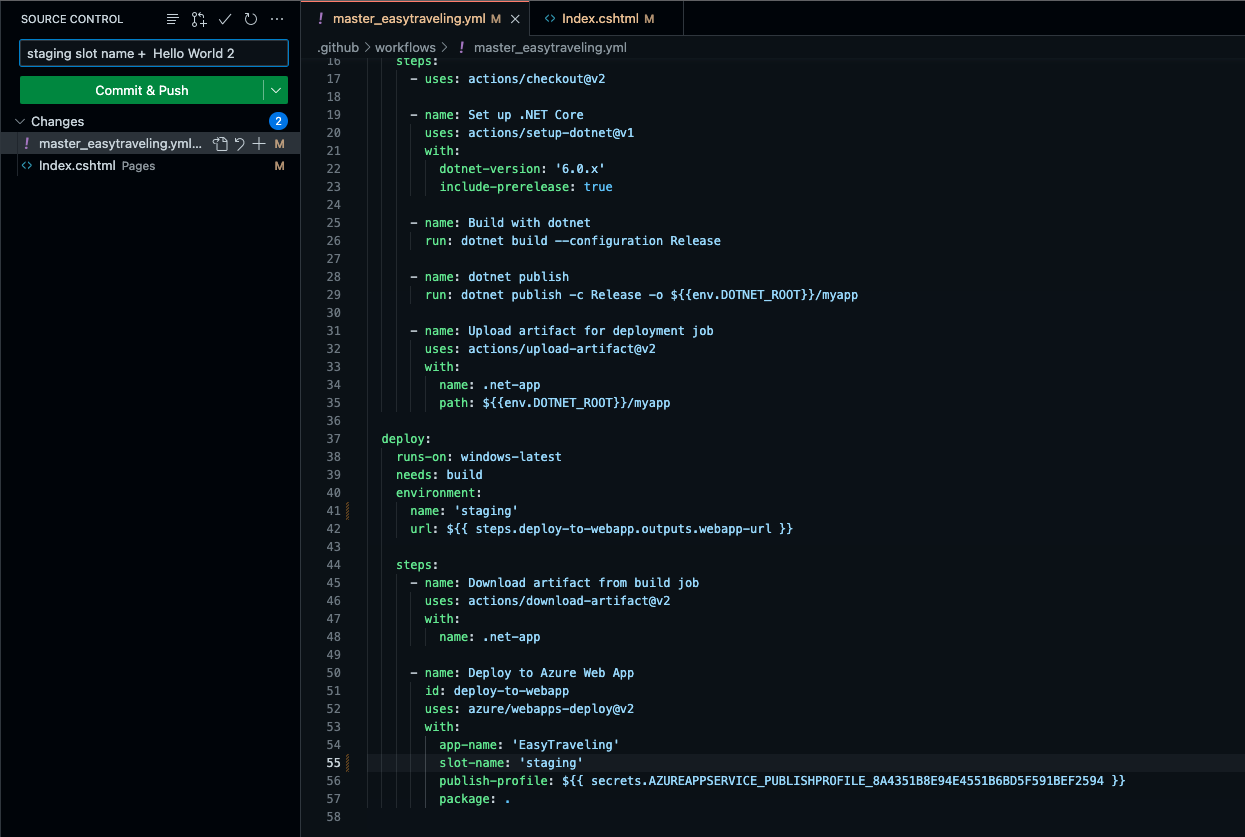 SOURCE CONTROL
staging slot name + Hello World 2
Commit & Push
Changes 2
! master_easytraveling.yml... M
<> Index.cshtml Pages M
! master_easytraveling.yml M
<> Index.cshtml M
.github > workflows > ! master_easytraveling.yml
16 steps:
17 - uses: actions/checkout@v2
18
19 - name: Set up .NET Core
20 uses: actions/setup-dotnet@v1
21 with:
22 dotnet-version: '6.0.x'
23 include-prerelease: true
24
25 - name: Build with dotnet
26 run: dotnet build --configuration Release
27
28 - name: dotnet publish
29 run: dotnet publish -c Release -o ${{env.DOTNET_ROOT}}/myapp
30
31 - name: Upload artifact for deployment job
32 uses: actions/upload-artifact@v2
33 with:
34 name: .net-app
35 path: ${{env.DOTNET_ROOT}}/myapp
36
37 deploy:
38 runs-on: windows-latest
39 needs: build
40 environment:
41 name: 'staging'
42 url: ${{ steps.deploy-to-webapp.outputs.webapp-url }}
43
44 steps:
45 - name: Download artifact from build job
46 uses: actions/download-artifact@v2
47 with:
48 name: .net-app
49
50 - name: Deploy to Azure Web App
51 id: deploy-to-webapp
52 uses: azure/webapps-deploy@v2
53 with:
54 app-name: 'EasyTraveling'
55 slot-name: 'staging'
56 publish-profile: ${{ secrets.AZUREAPPSERVICE_PUBLISHPROFILE_8A4351B8E94E4551B6BD5F591BEF2594 }}
57 package: .
58